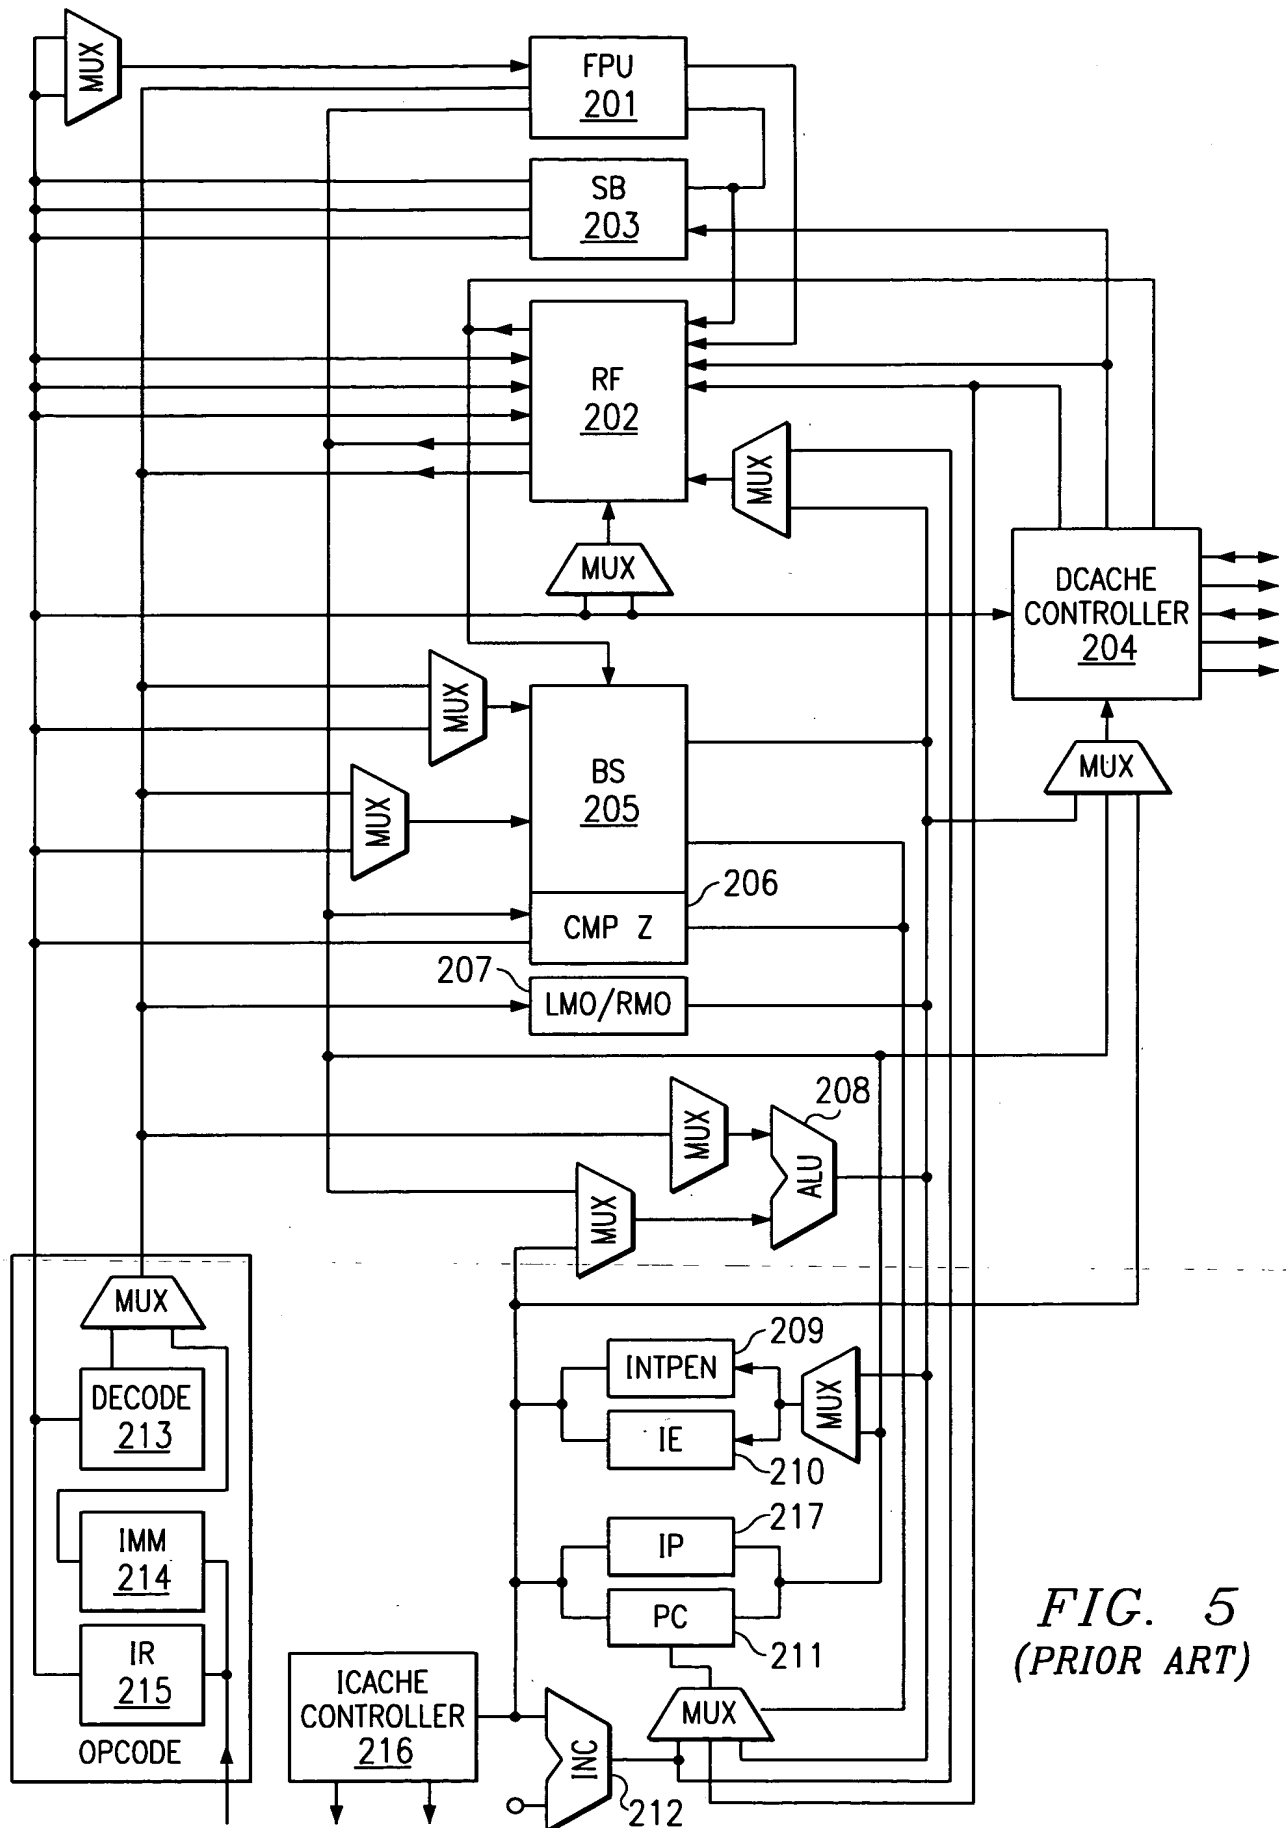 MUX
FPU
201
SB
203
RF
202
MUX
MUX
DCACHE
CONTROLLER
204
MUX
MUX
BS
205
MUX
206
CMP Z
207
LMO/RMO
208
MUX
ALU
MUX
MUX
209
INTPEN
DECODE
213
MUX
IE
210
IMM
214
217
IP
PC
211
IR
215
OPCODE
ICACHE
CONTROLLER
216
MUX
INC
212
FIG. 5
(PRIOR ART)